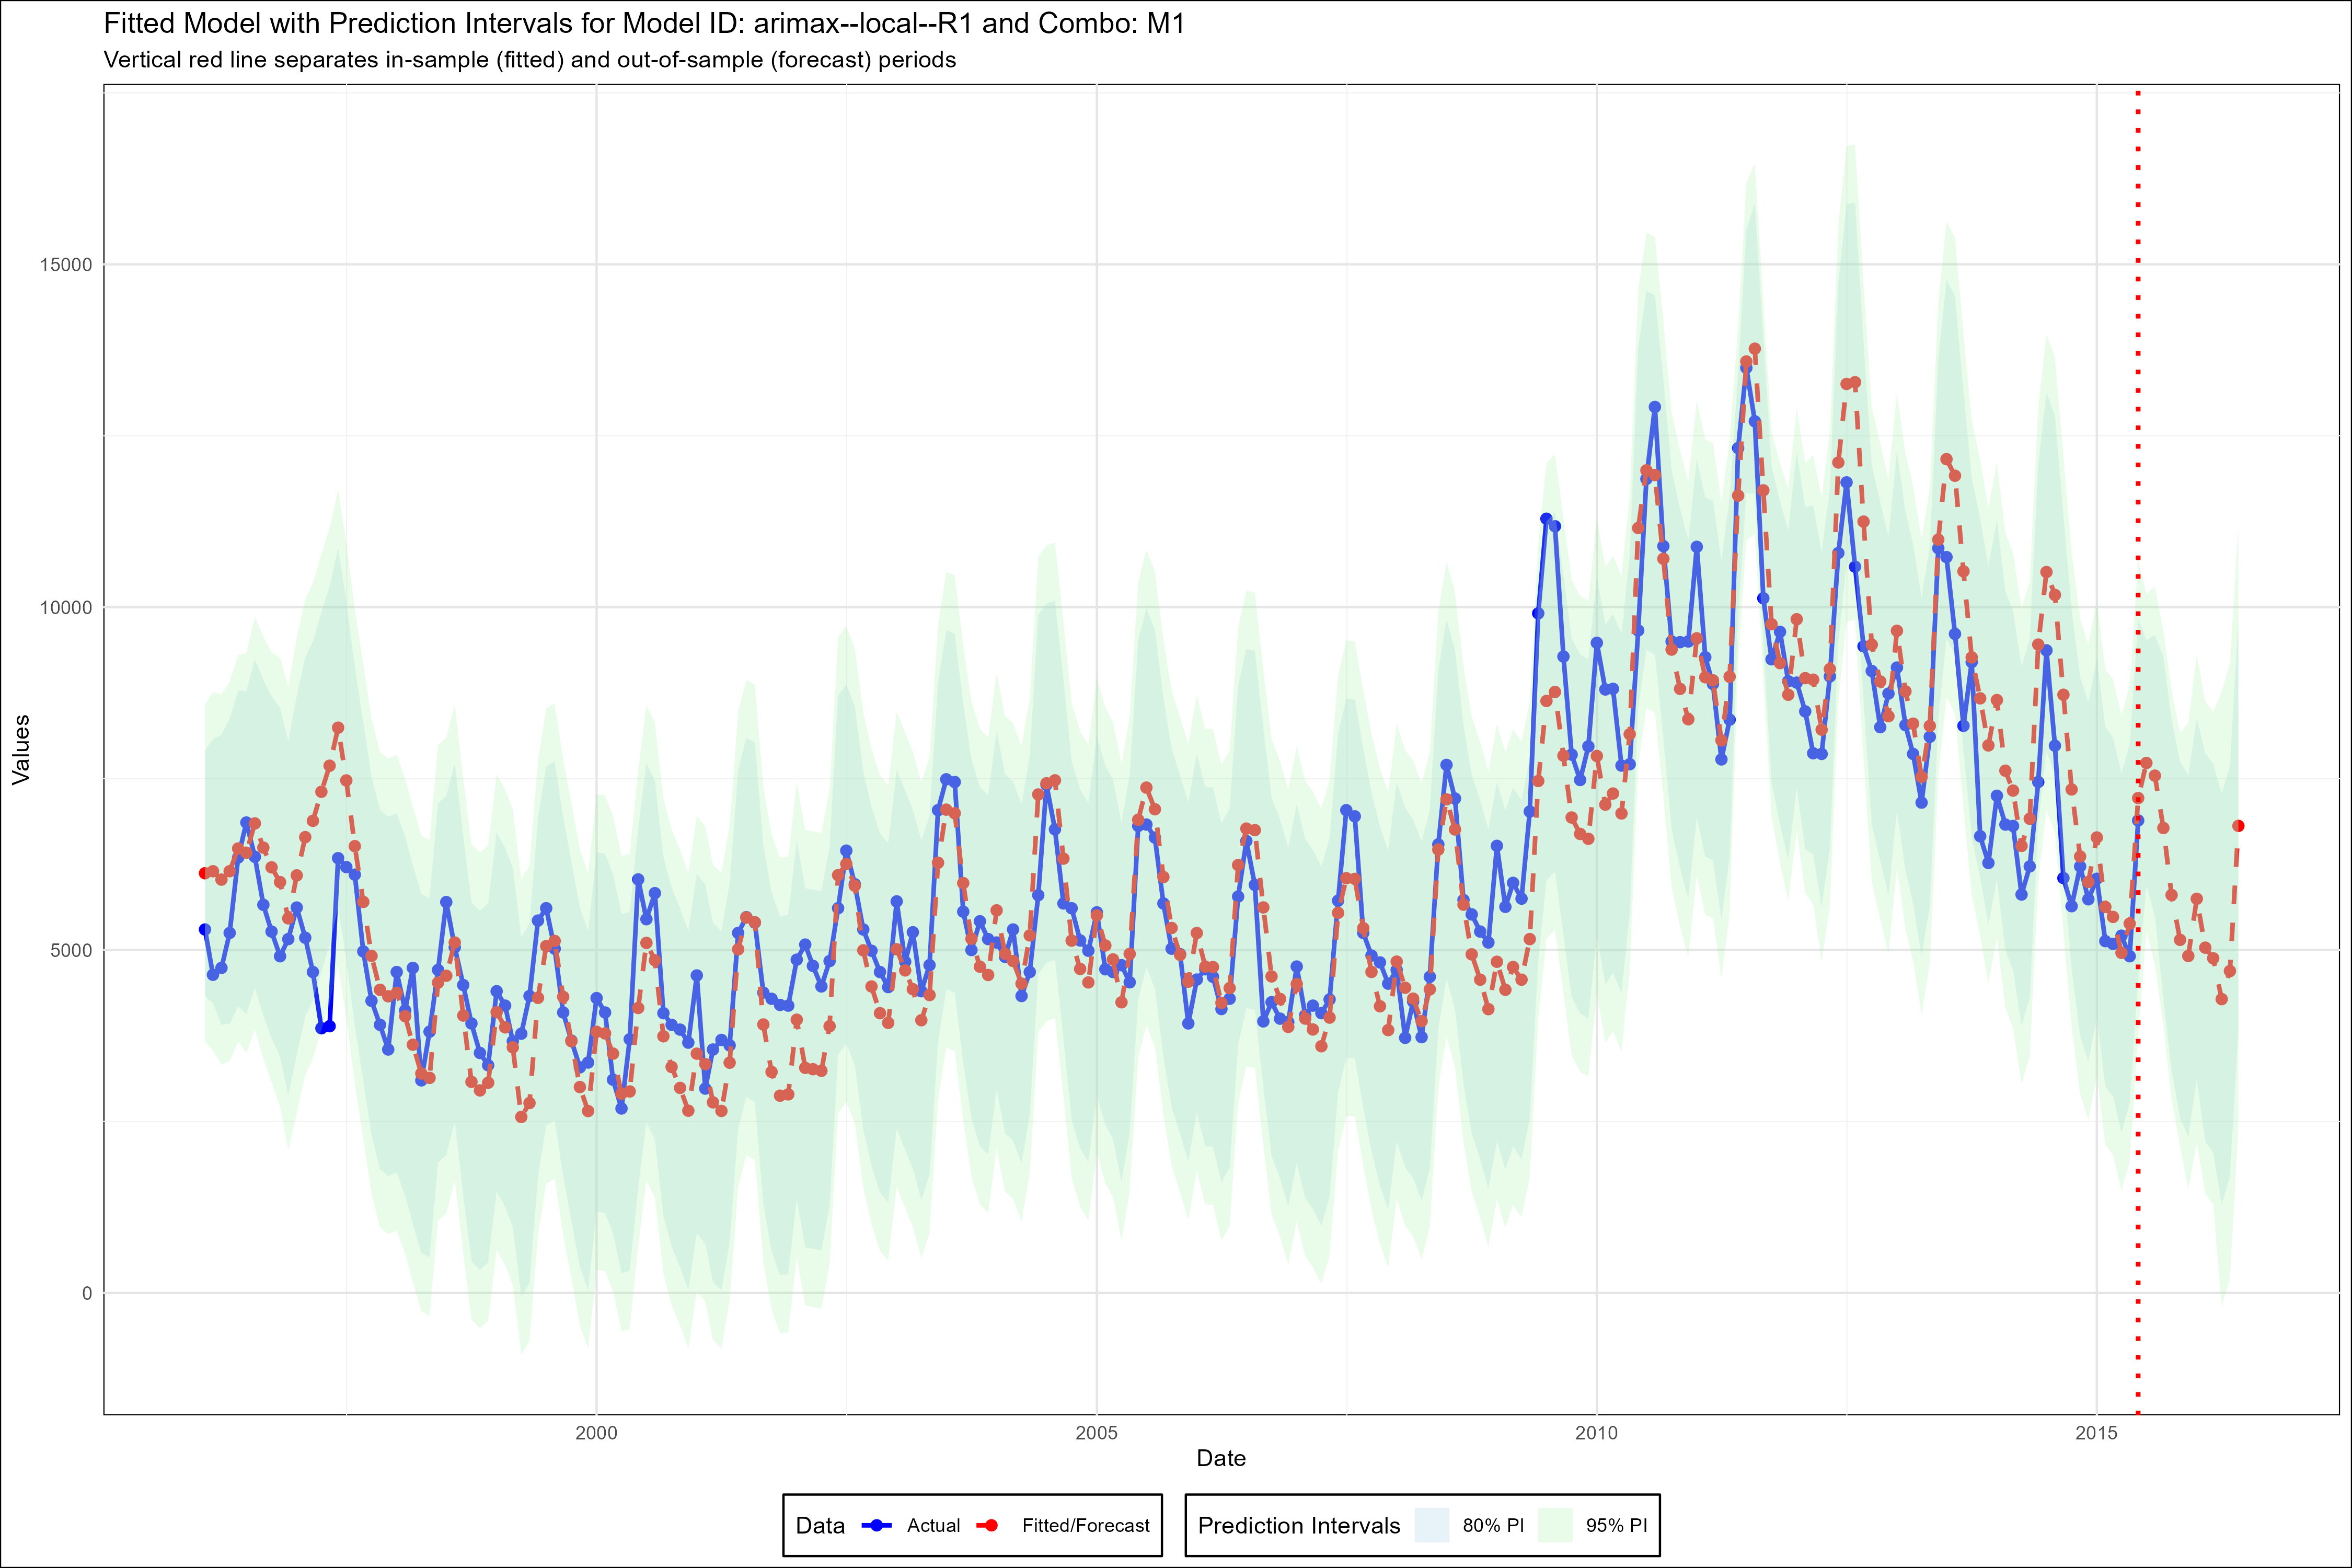 Fitted Model with Prediction Intervals for Model ID: arimax--local--R1 and Combo: M1
Vertical red line separates in-sample (fitted) and out-of-sample (forecast) periods
Values
15000
10000
5000
0
2000 2005 2010 2015
Date
Data Actual Fitted/Forecast Prediction Intervals 80% PI 95% PI